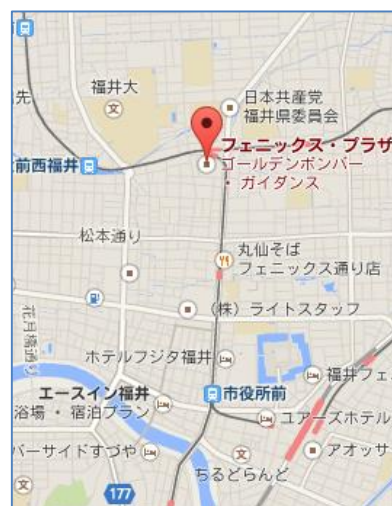 先
福井大
日本共産党
福井県委員会
フェニックス・プラザ
ゴールデンボンバー
・ガイダンス
前西福井
松本通り
丸仙そば
フェニックス通り店
花月橋通り
(株)ライトスタッフ
ホテルフジタ福井
福井フェ
エースイン福井
市役所前
浴場・宿泊プラン
ユアーズホテル
バーサイドすづや
アオッサ
ちるどらんど
177